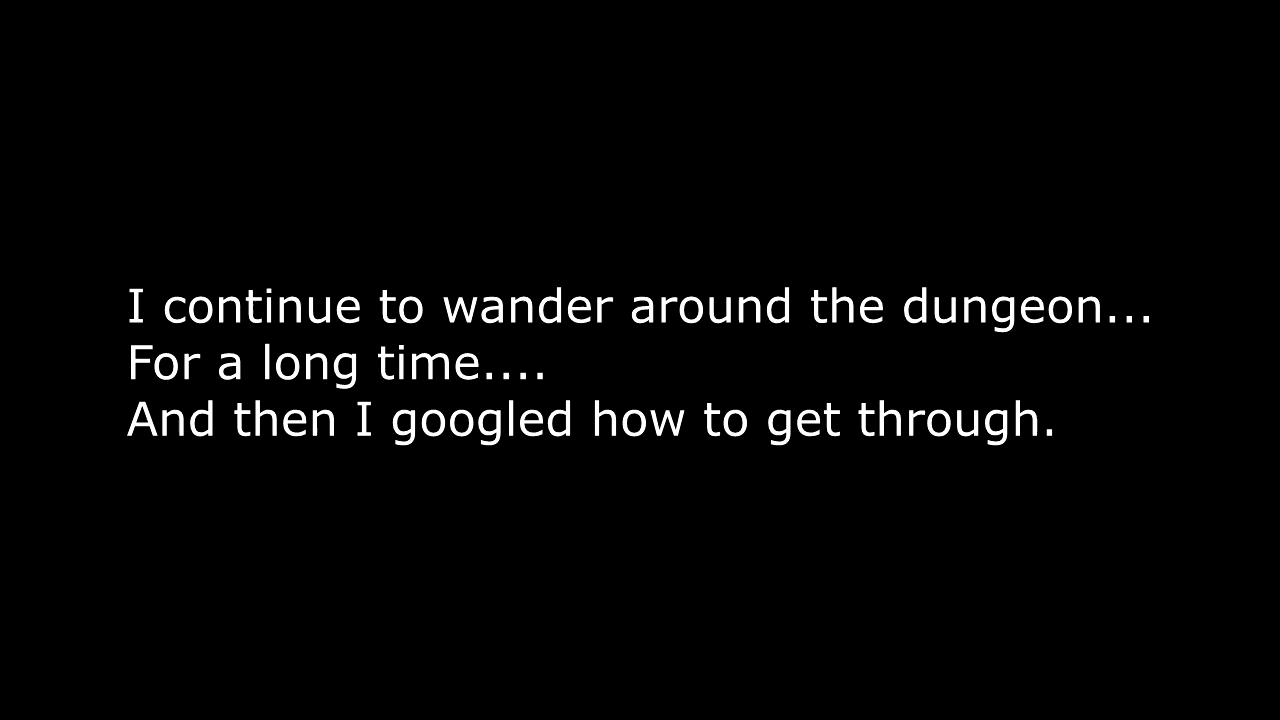 I continue to wander around the dungeon...
For a long time....
And then I googled how to get through.